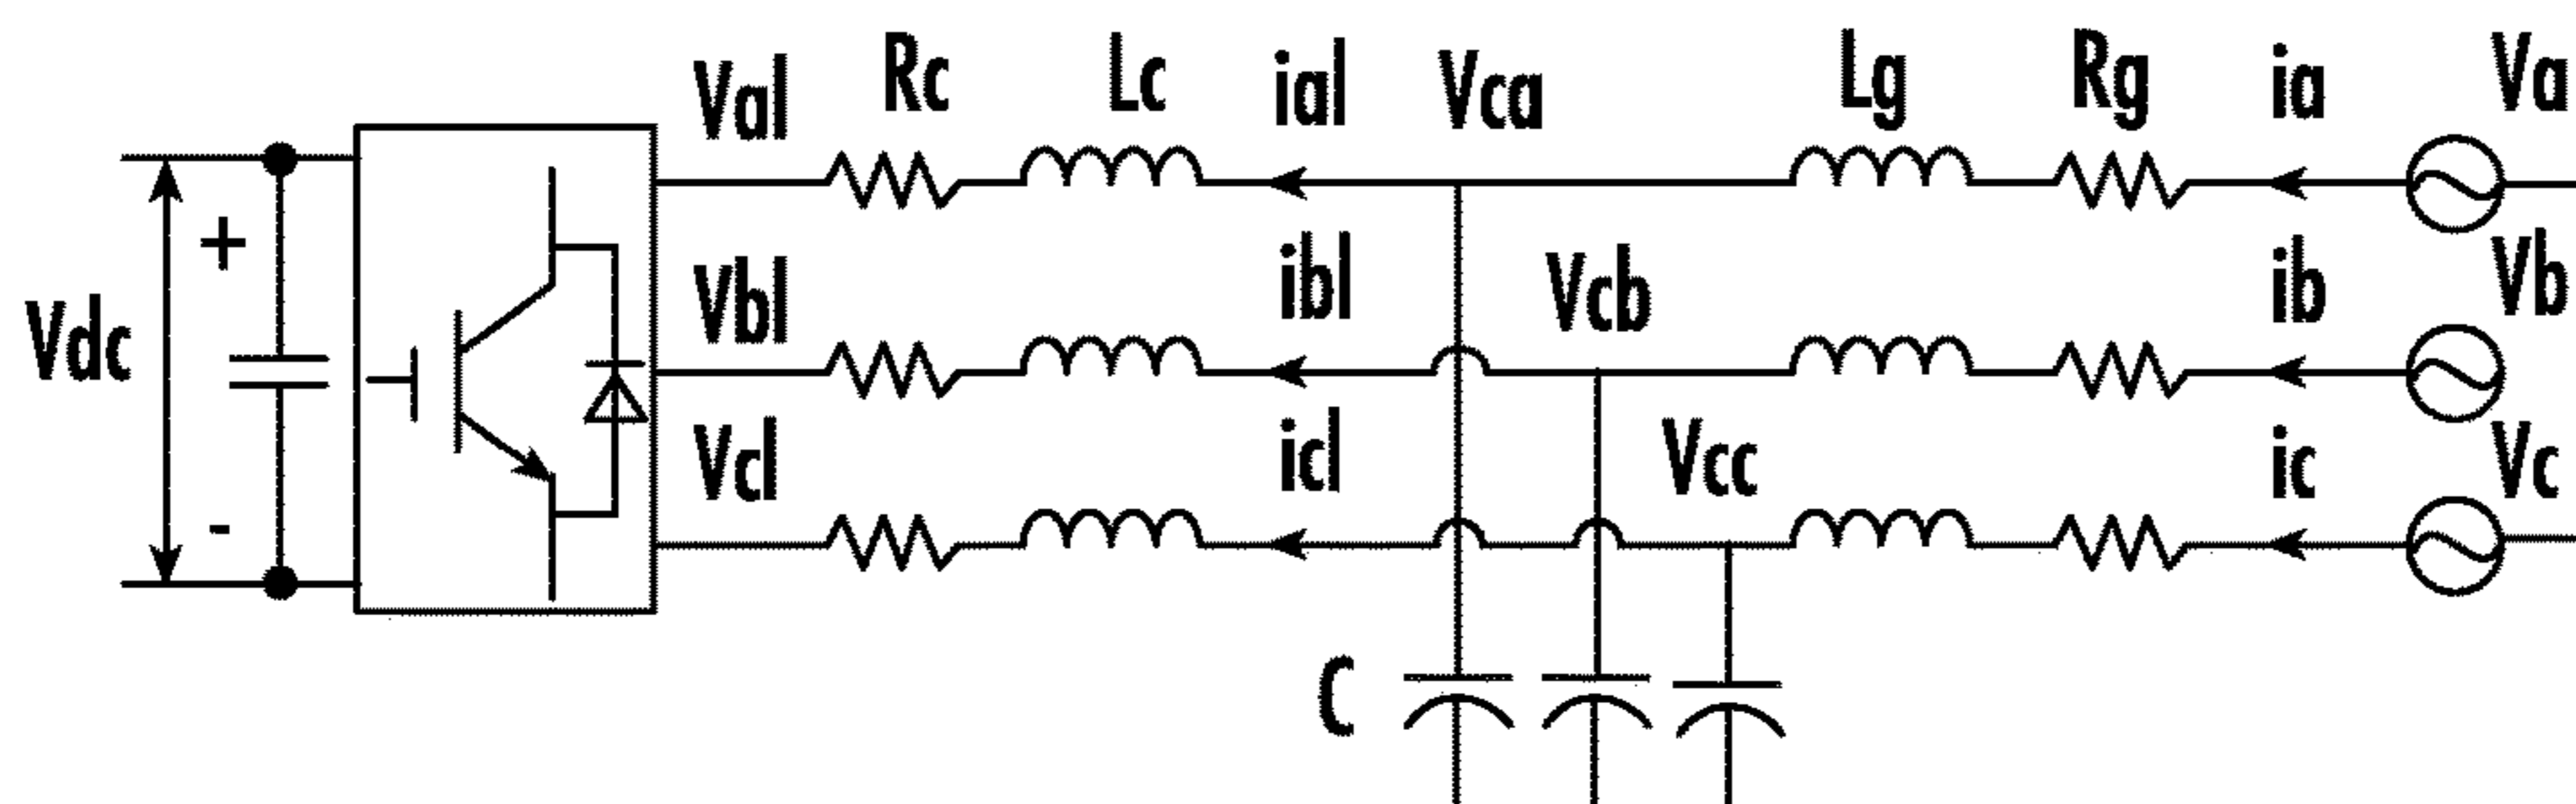 Val Rc Lc ial Vca Lg Rg ia Va
+
Vdc Vbl ibl Vcb ib Vb
-
Vcl icl Vcc ic Vc
C